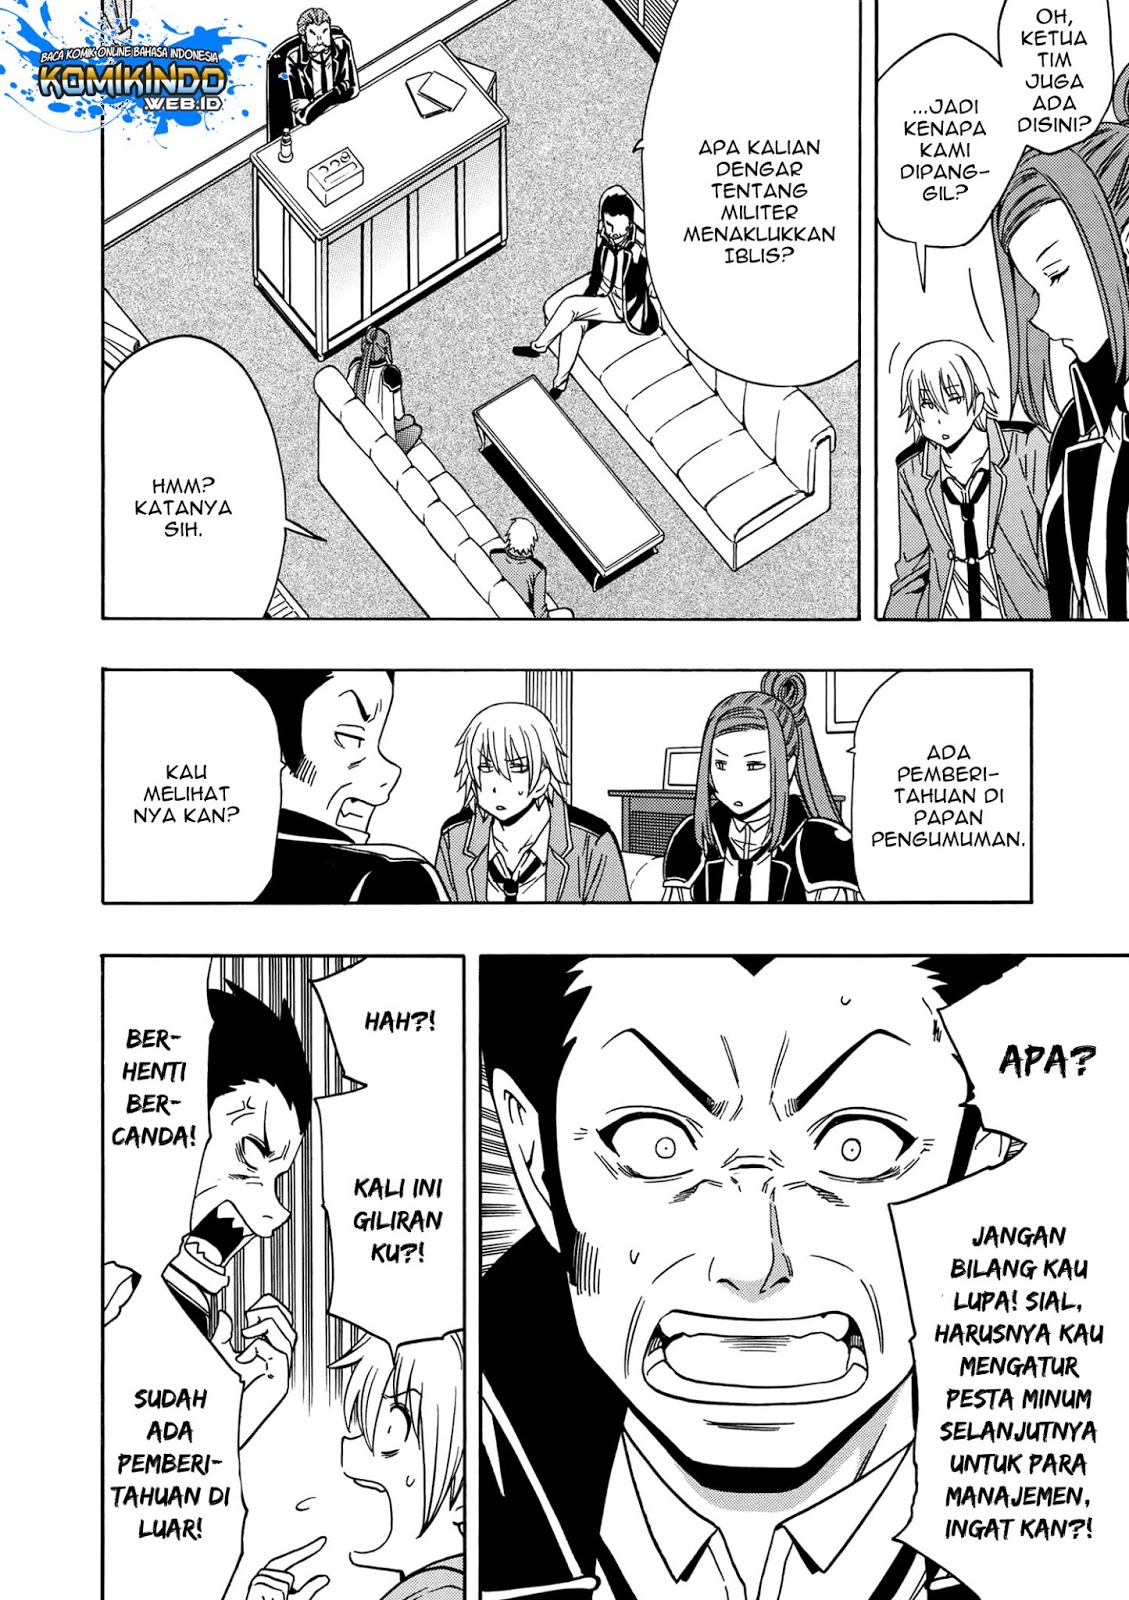 BACA KOMIK ONLINE BAHASA INDONESIA
KOMIKINDO
WEB.ID
OH,
KETUA
TIM
JUGA
ADA
DISINI?
...JADI
KENAPA
KAMI
DIPANG-
GIL?
APA KALIAN
DENGAR
TENTANG
MILITER
MENAKLUKKAN
IBLIS?
HMM?
KATANYA
SIH.
ADA
PEMBERI-
TAHUAN DI
PAPAN
PENGUMUMAN.
KAU
MELIHAT
NYA KAN?
APA?
JANGAN
BILANG KAU
LUPA! SIAL,
HARUSNYA KAU
MENGATUR
PESTA MINUM
SELANJUTNYA
UNTUK PARA
MANAJEMEN,
INGAT KAN?!
HAH?!
KALI INI
GILIRAN
KU?!
BER-
HENTI
BER-
CANDA!
SUDAH
ADA
PEMBERI-
TAHUAN DI
LUAR!